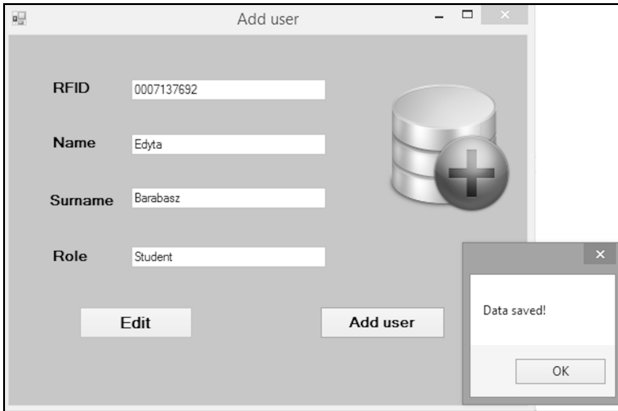 Add user
RFID 0007137692
Name Edyta
Surname Barabasz
Role Student
Edit Add user
Data saved!
OK